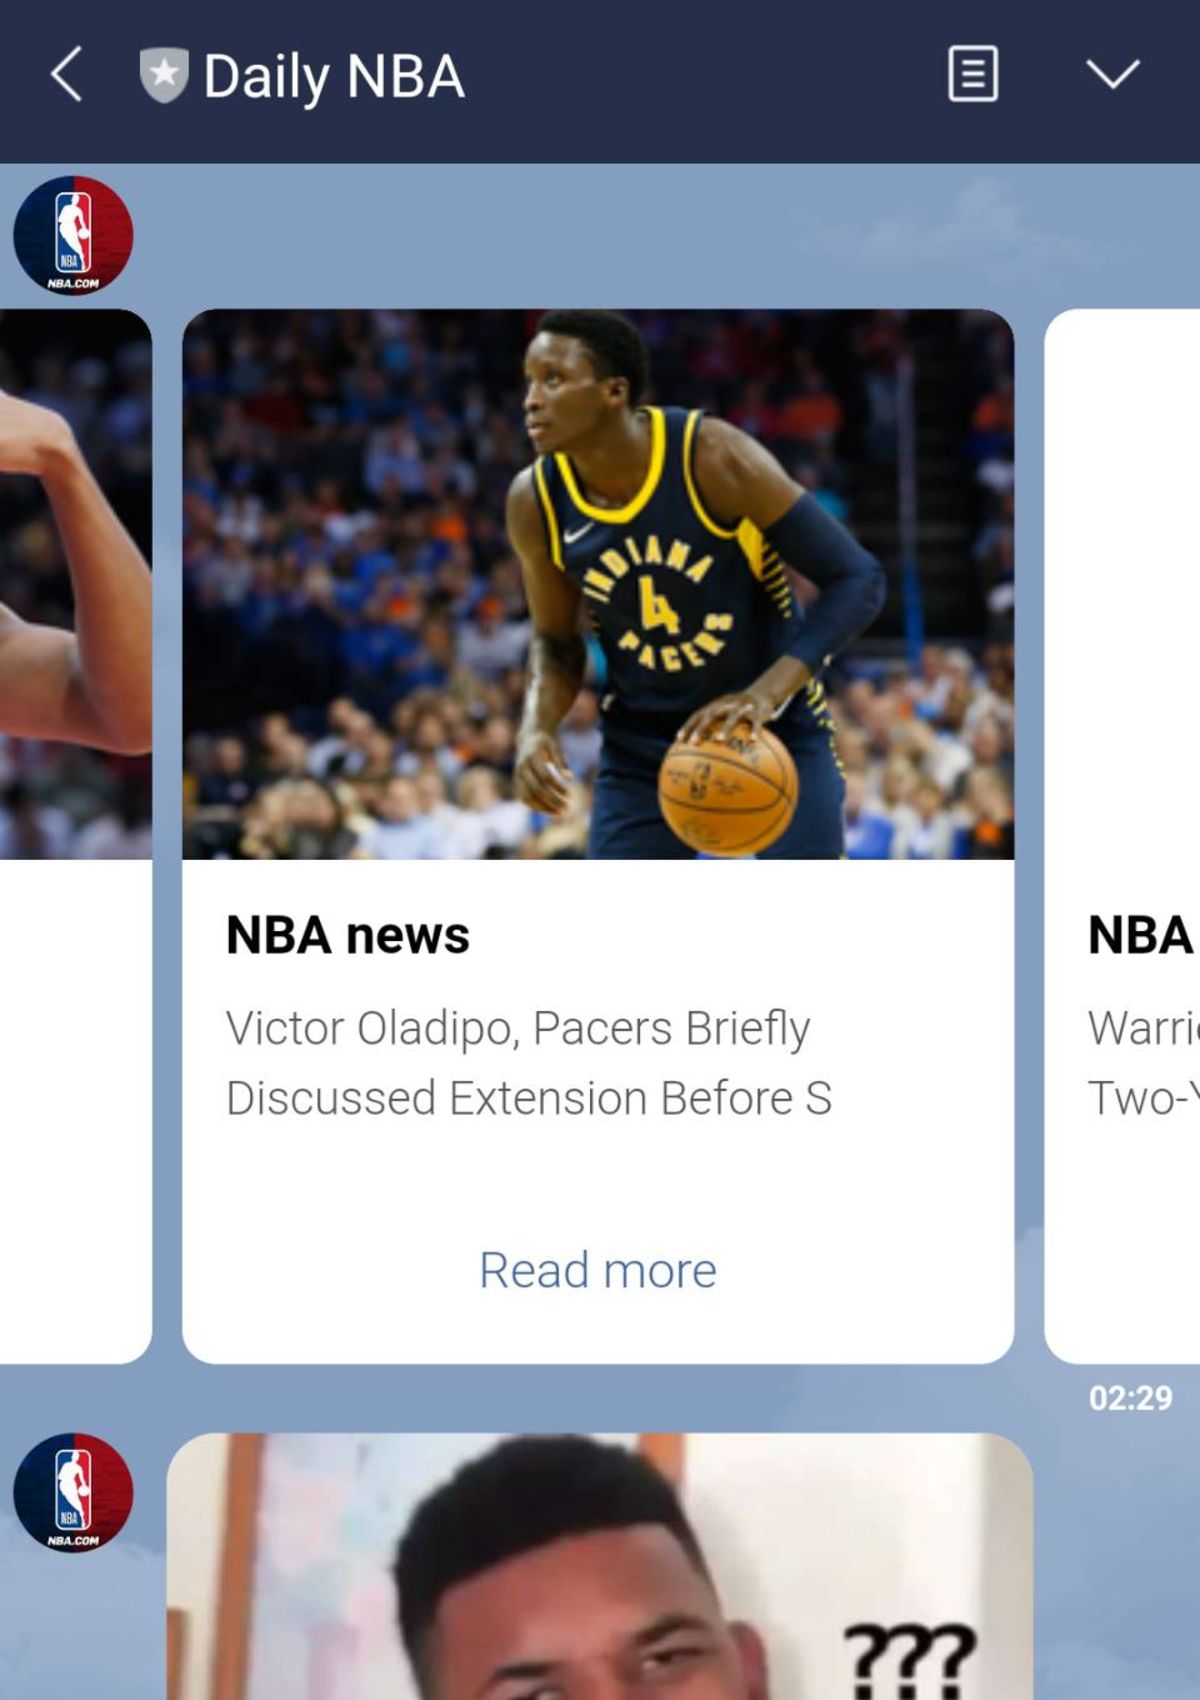 Daily NBA
NBA
NBA.COM
INDIANA
4
PACERS
NBA news
Victor Oladipo, Pacers Briefly
Discussed Extension Before S
Read more
NBA
Warri
Two-Y
02:29
NBA
NBA.COM
???